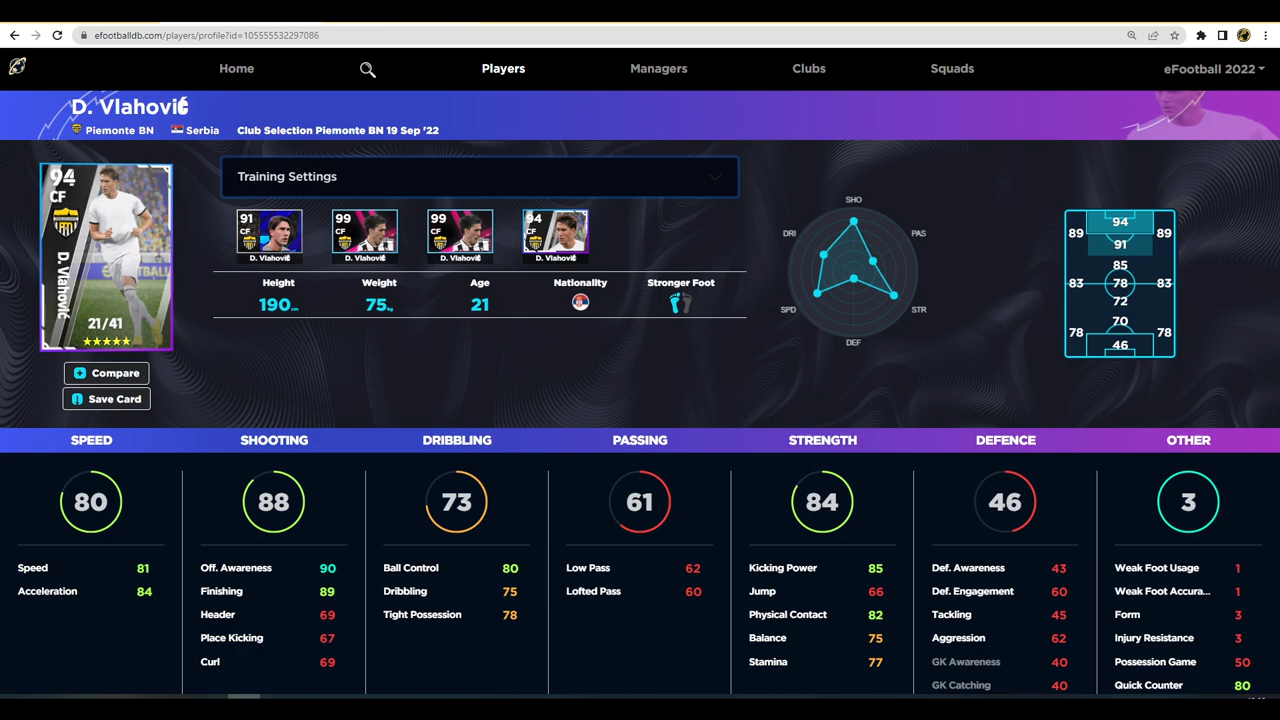 efootballdb.com/players/profile?id=105555532297086
Home
Players
Managers
Clubs
Squads
eFootball 2022
D. Vlahović
Piemonte BN
Serbia
Club Selection Piemonte BN 19 Sep '22
94
CF
D. Vlahović
21/41
Compare
Save Card
Training Settings
91
CF
D. Vlahović
99
CF
D. Vlahović
99
CF
D. Vlahović
94
CF
D. Vlahović
Height
Weight
Age
Nationality
Stronger Foot
190cm
75kg
21
SHO
PAS
STR
DEF
SPD
DRI
94
89
89
91
85
83
78
83
72
70
78
78
46
SPEED
80
Speed 81
Acceleration 84
SHOOTING
88
Off. Awareness 90
Finishing 89
Header 69
Place Kicking 67
Curl 69
DRIBBLING
73
Ball Control 80
Dribbling 75
Tight Possession 78
PASSING
61
Low Pass 62
Lofted Pass 60
STRENGTH
84
Kicking Power 85
Jump 66
Physical Contact 82
Balance 75
Stamina 77
DEFENCE
46
Def. Awareness 43
Def. Engagement 60
Tackling 45
Aggression 62
GK Awareness 40
GK Catching 40
OTHER
3
Weak Foot Usage 1
Weak Foot Accura... 1
Form 3
Injury Resistance 3
Possession Game 50
Quick Counter 80